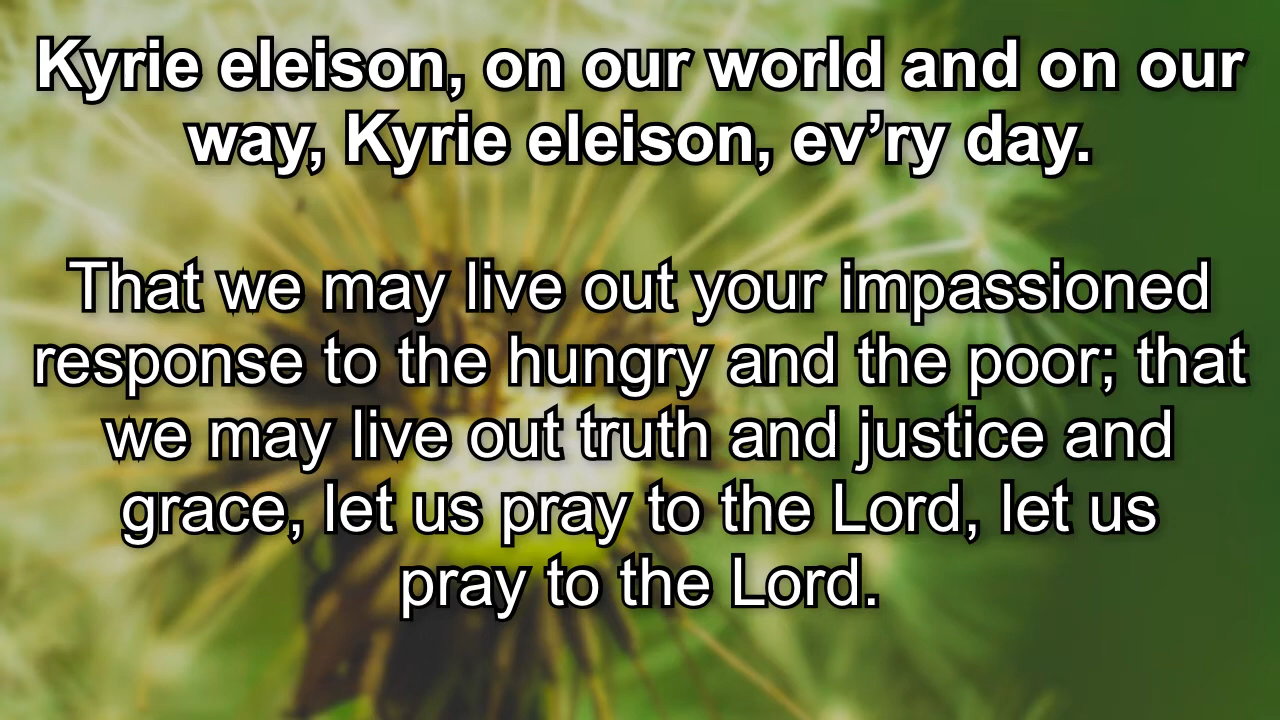 Kyrie eleison, on our world and on our
way, Kyrie eleison, ev’ry day.
That we may live out your impassioned
response to the hungry and the poor; that
we may live out truth and justice and
grace, let us pray to the Lord, let us
pray to the Lord.